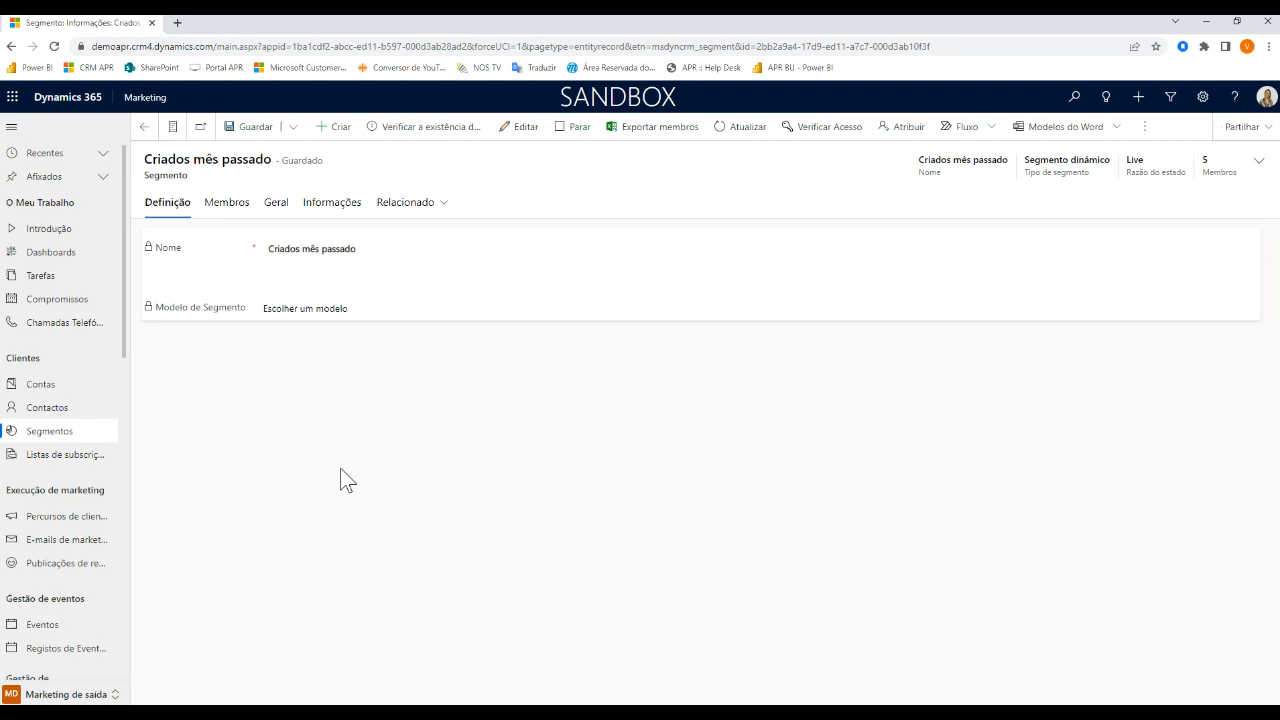 Segmento: Informações: Criados
demoapr.crm4.dynamics.com/main.aspx?appid=1ba1cdf2-abcc-ed11-b597-000d3ab28ad2&forceUCI=1&pagetype=entityrecord&etn=msdyncrm_segment&id=2bb2a9a4-17d9-ed11-a7c7-000d3ab10f3f
Power BI CRM APR SharePoint Portal APR Microsoft Customer... Conversor de YouT... NOS TV Traduzir Área Reservada do... APR :: Help Desk APR BU - Power BI
Dynamics 365 Marketing SANDBOX
Guardar Criar Verificar a existência d... Editar Parar Exportar membros Atualizar Verificar Acesso Atribuir Fluxo Modelos do Word Partilhar
Criados mês passado - Guardado
Segmento
Criados mês passado Segmento dinâmico Live 5
Nome Tipo de segmento Razão do estado Membros
Definição Membros Geral Informações Relacionado
Nome * Criados mês passado
Modelo de Segmento Escolher um modelo
Recentes
Afixados
O Meu Trabalho
Introdução
Dashboards
Tarefas
Compromissos
Chamadas Telefó...
Clientes
Contas
Contactos
Segmentos
Listas de subscriç...
Execução de marketing
Percursos de clien...
E-mails de market...
Publicações de re...
Gestão de eventos
Eventos
Registos de Event...
Gestão de
MD Marketing de saída